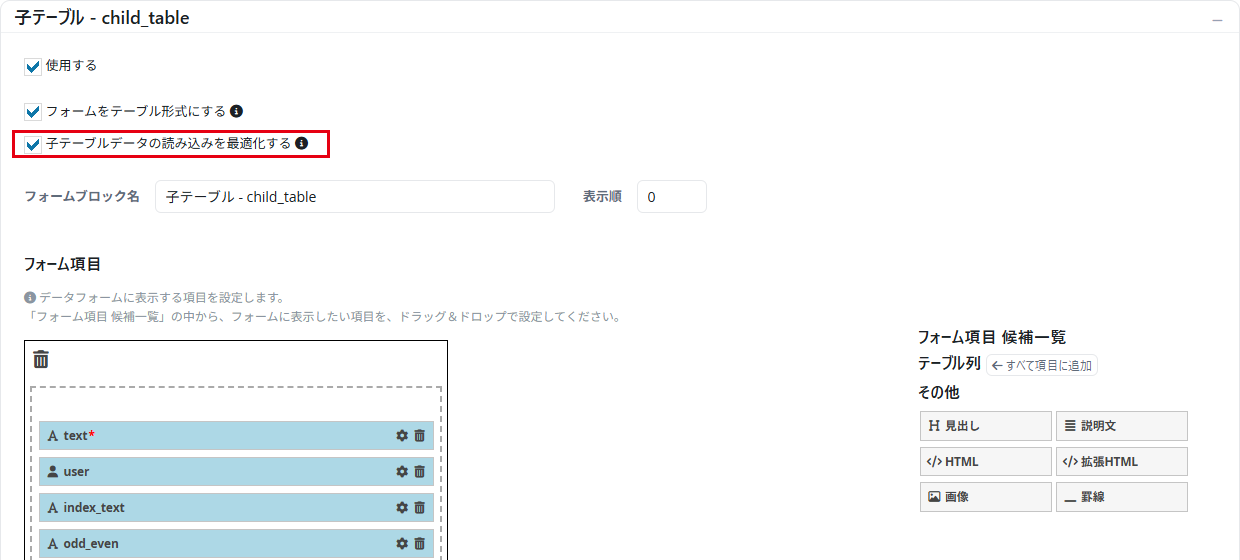 子テーブル - child_table
使用する
フォームをテーブル形式にする
子テーブルデータの読み込みを最適化する
フォームブロック名 子テーブル - child_table 表示順 0
フォーム項目
データフォームに表示する項目を設定します。
「フォーム項目 候補一覧」の中から、フォームに表示したい項目を、ドラッグ＆ドロップで設定してください。
text*
user
index_text
odd_even
フォーム項目 候補一覧
テーブル列 ←すべて項目に追加
その他
H 見出し 説明文
</> HTML </> 拡張HTML
画像 罫線